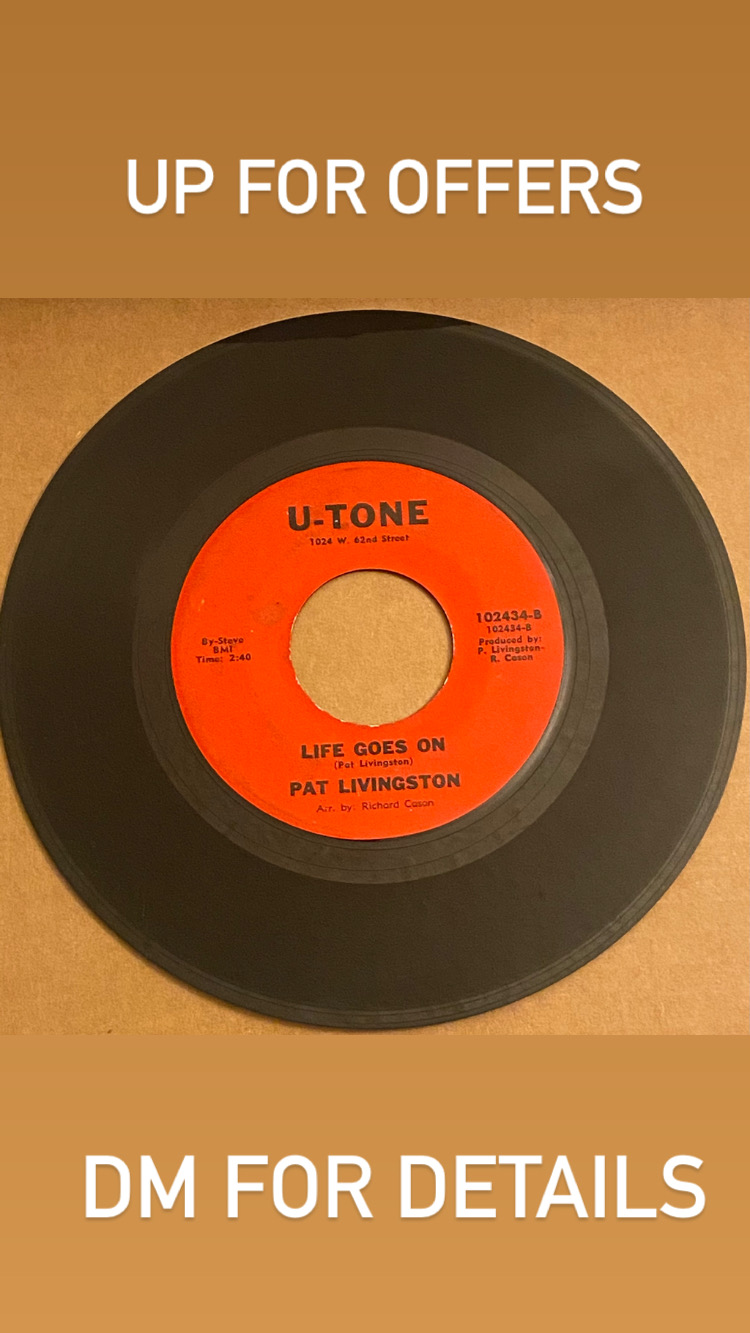 UP FOR OFFERS
U-TONE
1024 W. 62nd Street
By-Steve
BMI
Time: 2:40
102434-B
102434-B
Produced by:
P. Livingston-
R. Cason
LIFE GOES ON
(Pat Livingston)
PAT LIVINGSTON
Arr. by: Richard Cason
DM FOR DETAILS